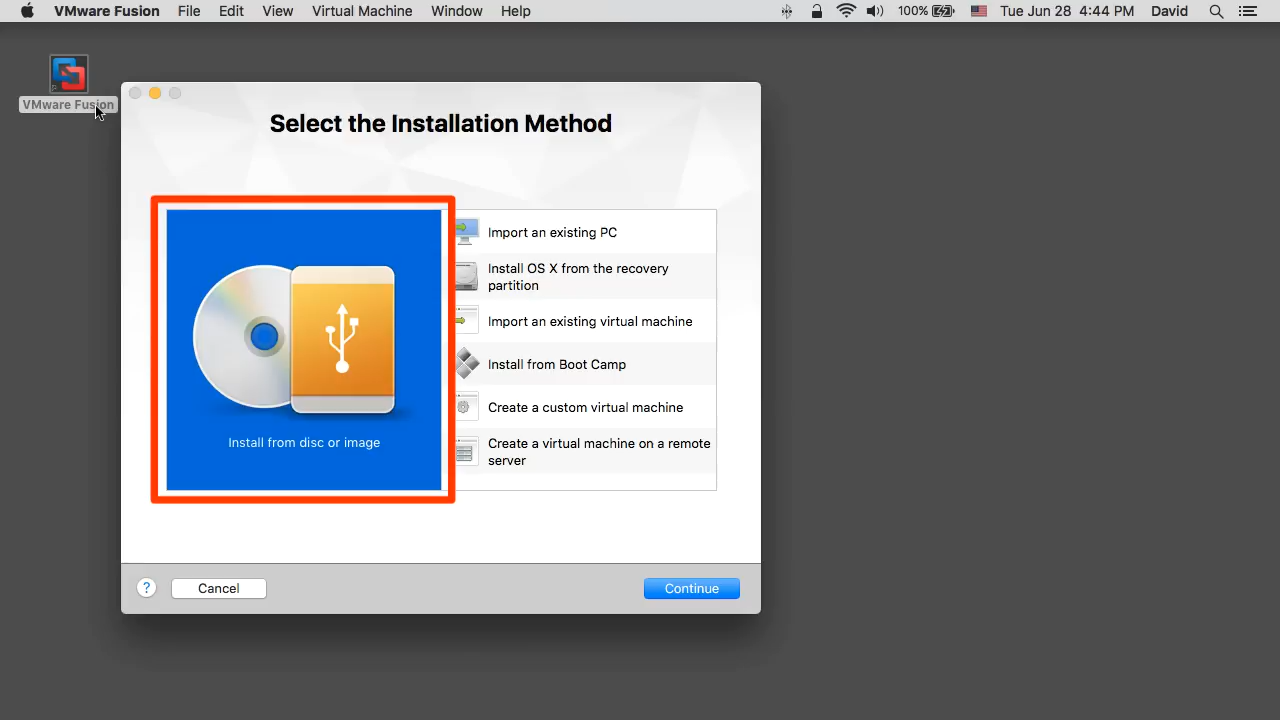 VMware Fusion File Edit View Virtual Machine Window Help 100% Tue Jun 28 4:44 PM David
VMware Fusion
Select the Installation Method
Import an existing PC
Install OS X from the recovery
partition
Import an existing virtual machine
Install from Boot Camp
Create a custom virtual machine
Create a virtual machine on a remote
server
Install from disc or image
? Cancel Continue